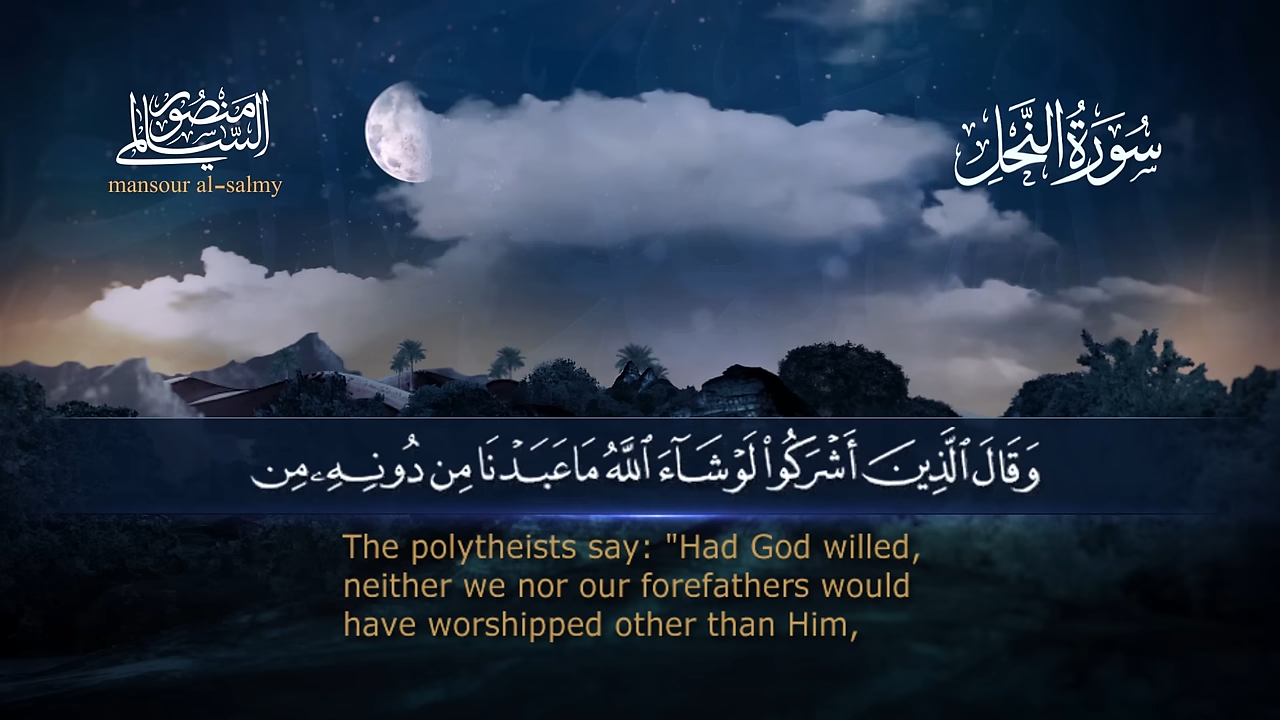 منصور
السالمي
mansour al-salmy
سُورَةُ النَّحْلِ
وَقَالَ ٱلَّذِينَ أَشْرَكُوا۟ لَوْ شَآءَ ٱللَّهُ مَا عَبَدْنَا مِن دُونِهِۦ مِن
The polytheists say: "Had God willed,
neither we nor our forefathers would
have worshipped other than Him,